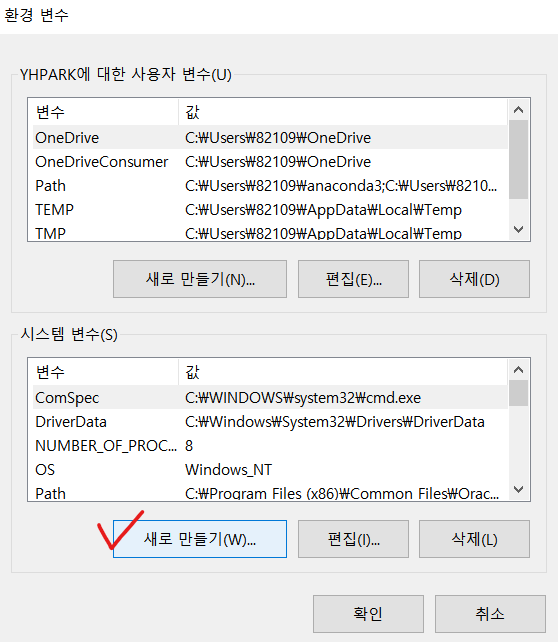 환경 변수
YHPARK에 대한 사용자 변수(U)
변수 값
OneDrive C:₩Users₩82109₩OneDrive
OneDriveConsumer C:₩Users₩82109₩OneDrive
Path C:₩Users₩82109₩anaconda3;C:₩Users₩8210...
TEMP C:₩Users₩82109₩AppData₩Local₩Temp
TMP C:₩Users₩82109₩AppData₩Local₩Temp
새로 만들기(N)... 편집(E)... 삭제(D)
시스템 변수(S)
변수 값
ComSpec C:₩WINDOWS₩system32₩cmd.exe
DriverData C:₩Windows₩System32₩Drivers₩DriverData
NUMBER_OF_PROC... 8
OS Windows_NT
Path C:₩Program Files (x86)₩Common Files₩Orac...
새로 만들기(W)... 편집(I)... 삭제(L)
확인 취소